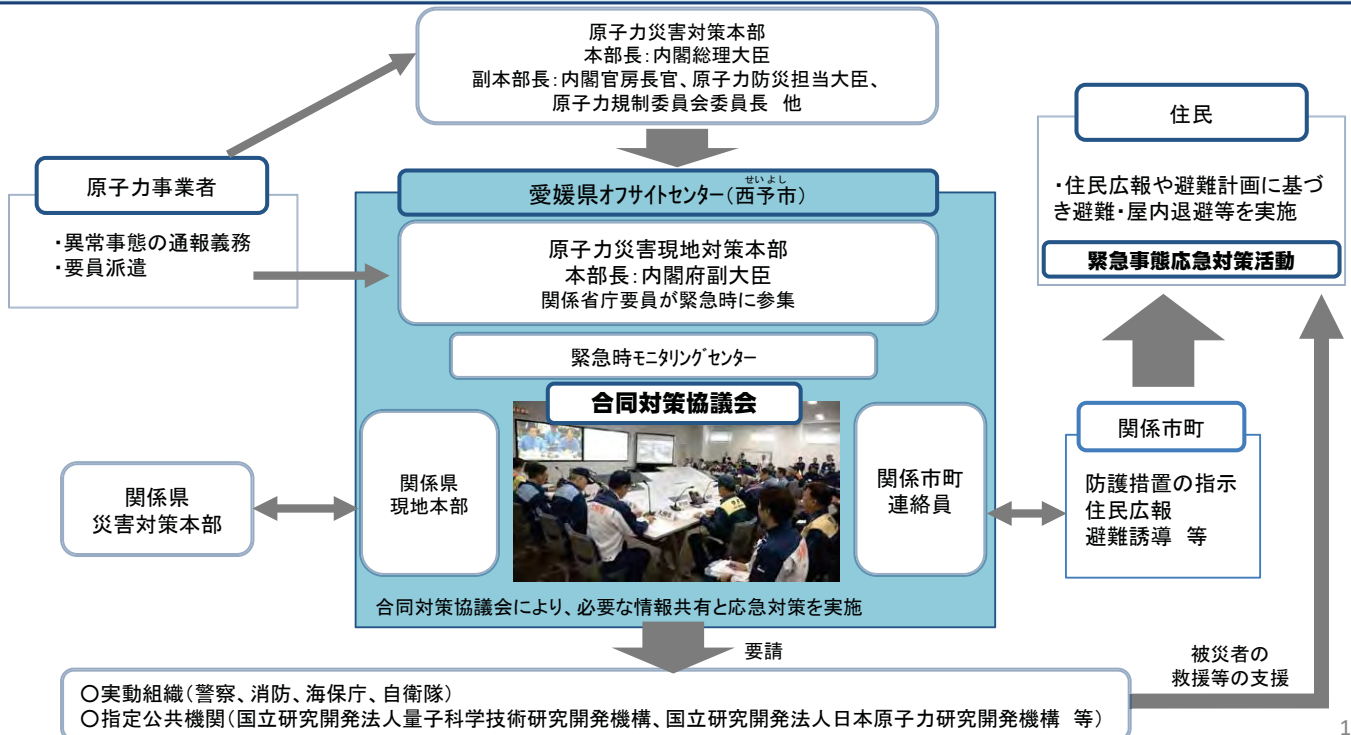 原子力災害対策本部
本部長：内閣総理大臣
副本部長：内閣官房長官、原子力防災担当大臣、
原子力規制委員会委員長　他
原子力事業者
・異常事態の通報義務
・要員派遣
愛媛県オフサイトセンター（西予市）
せいよし
原子力災害現地対策本部
本部長：内閣府副大臣
関係省庁要員が緊急時に参集
緊急時モニタリングセンター
合同対策協議会
関係県
現地本部
関係市町
連絡員
合同対策協議会により、必要な情報共有と応急対策を実施
関係県
災害対策本部
住民
・住民広報や避難計画に基づ
き避難・屋内退避等を実施
緊急事態応急対策活動
関係市町
防護措置の指示
住民広報
避難誘導　等
要請
被災者の
救援等の支援
〇実動組織（警察、消防、海保庁、自衛隊）
〇指定公共機関（国立研究開発法人量子科学技術研究開発機構、国立研究開発法人日本原子力研究開発機構　等）
1